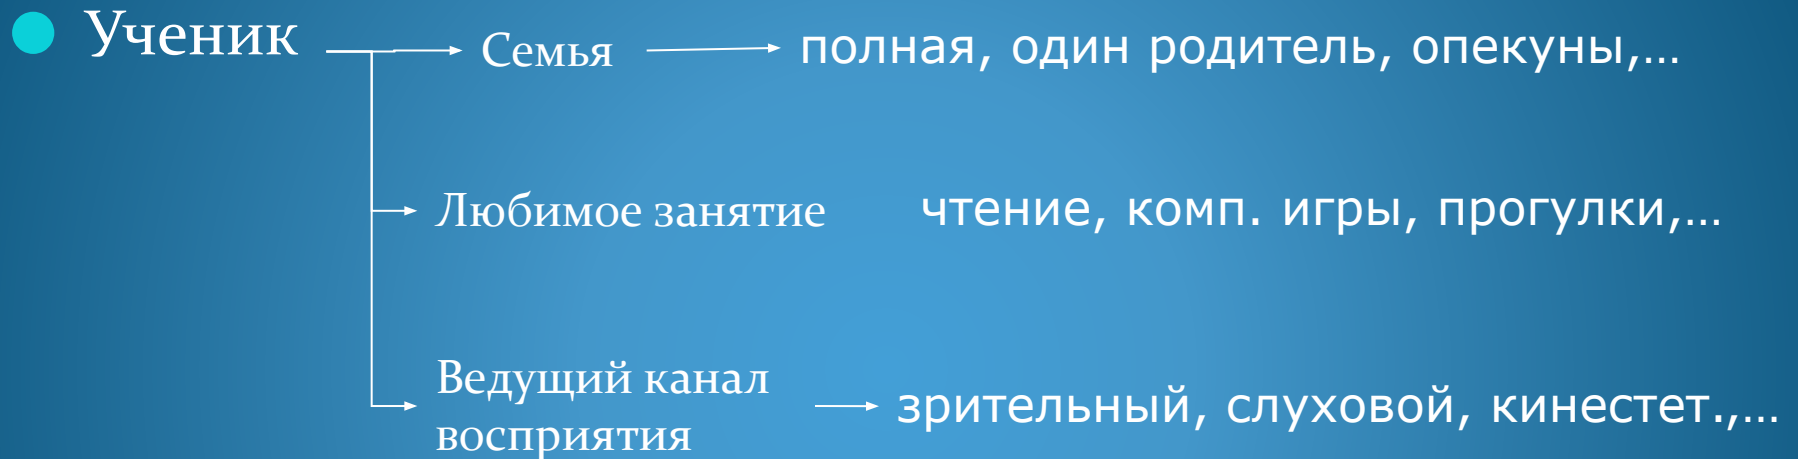 Ученик
Семья
полная, один родитель, опекуны,...
Любимое занятие
чтение, комп. игры, прогулки,...
Ведущий канал
восприятия
зрительный, слуховой, кинестет.,...